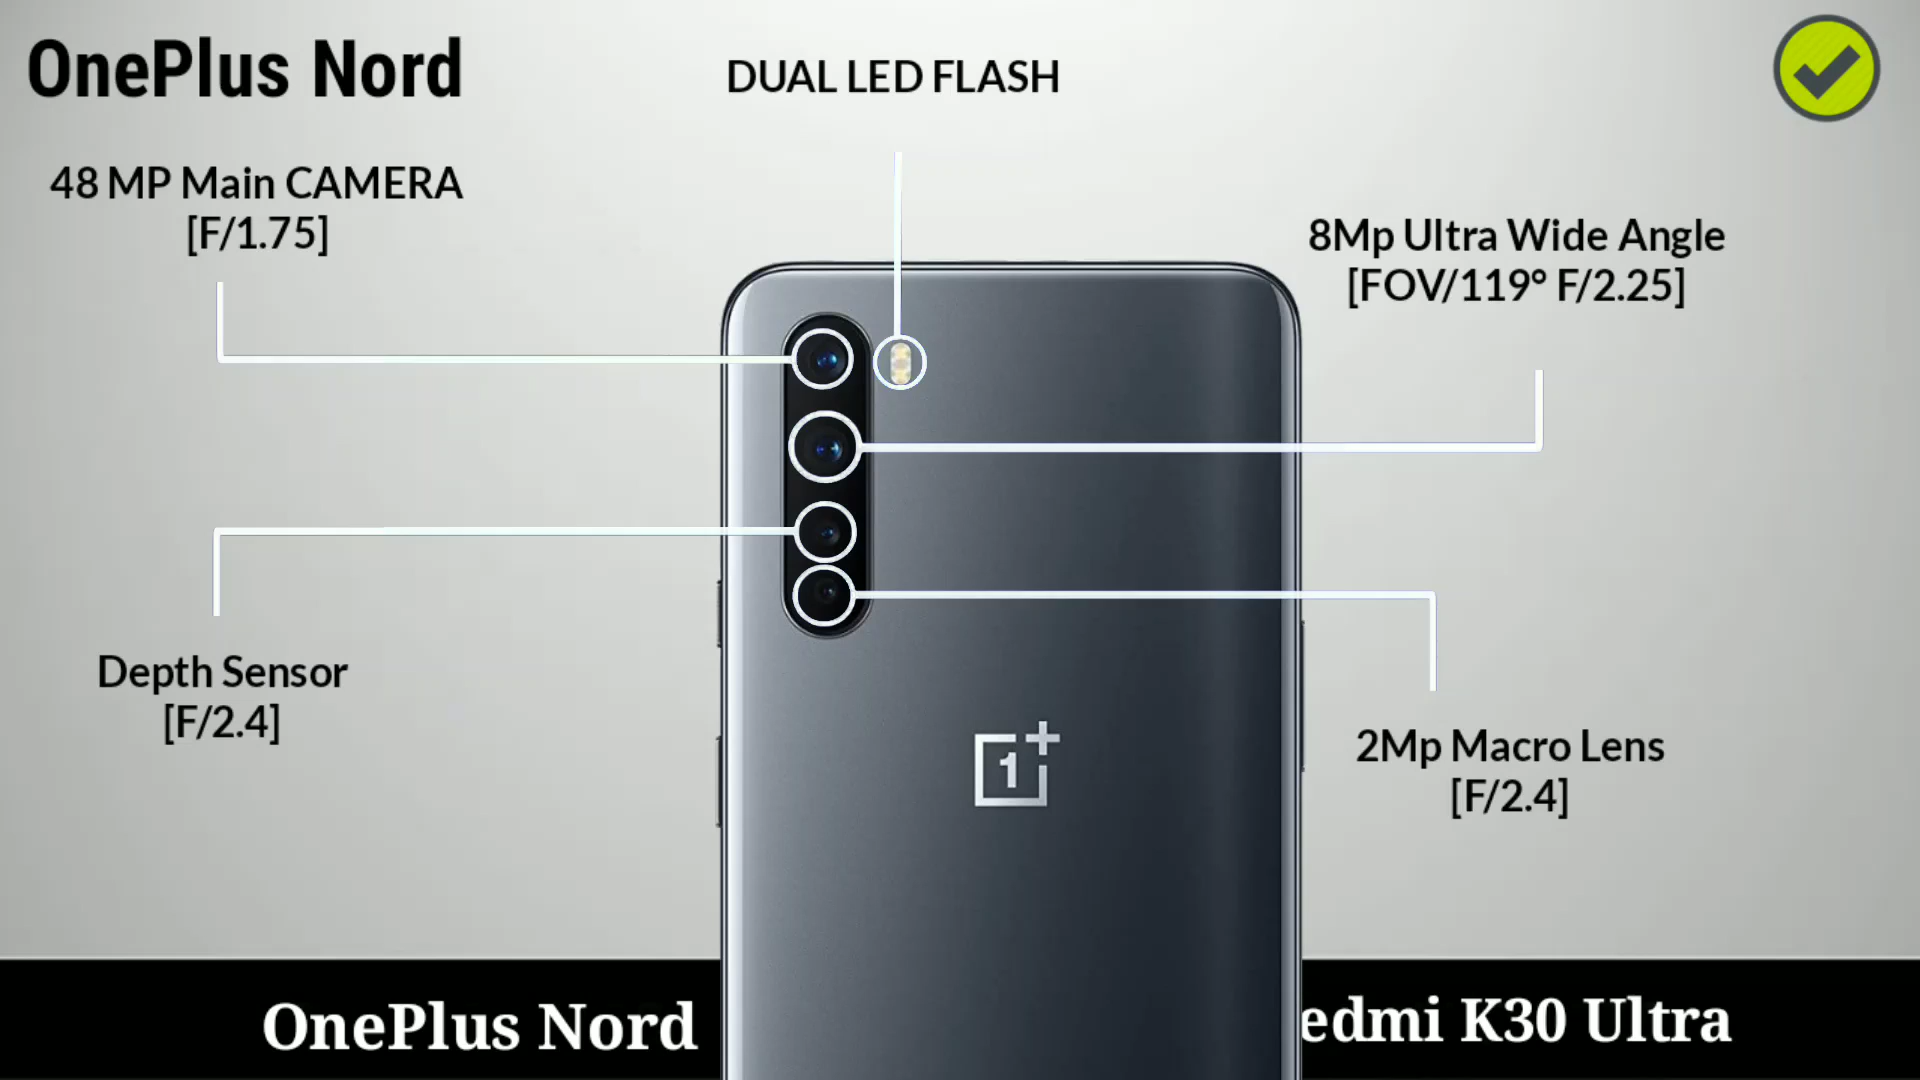 OnePlus Nord
DUAL LED FLASH
48 MP Main CAMERA
[F/1.75]
8Mp Ultra Wide Angle
[FOV/119° F/2.25]
Depth Sensor
[F/2.4]
1+
2Mp Macro Lens
[F/2.4]
OnePlus Nord
edmi K30 Ultra